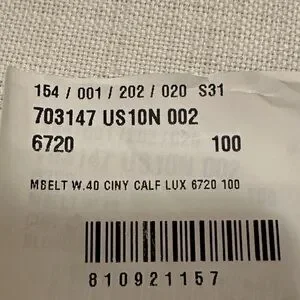 154 / 001 / 202 / 020 S31
703147 US10N 002
6720 100
MBELT W.40 CINY CALF LUX 6720 100
810921157